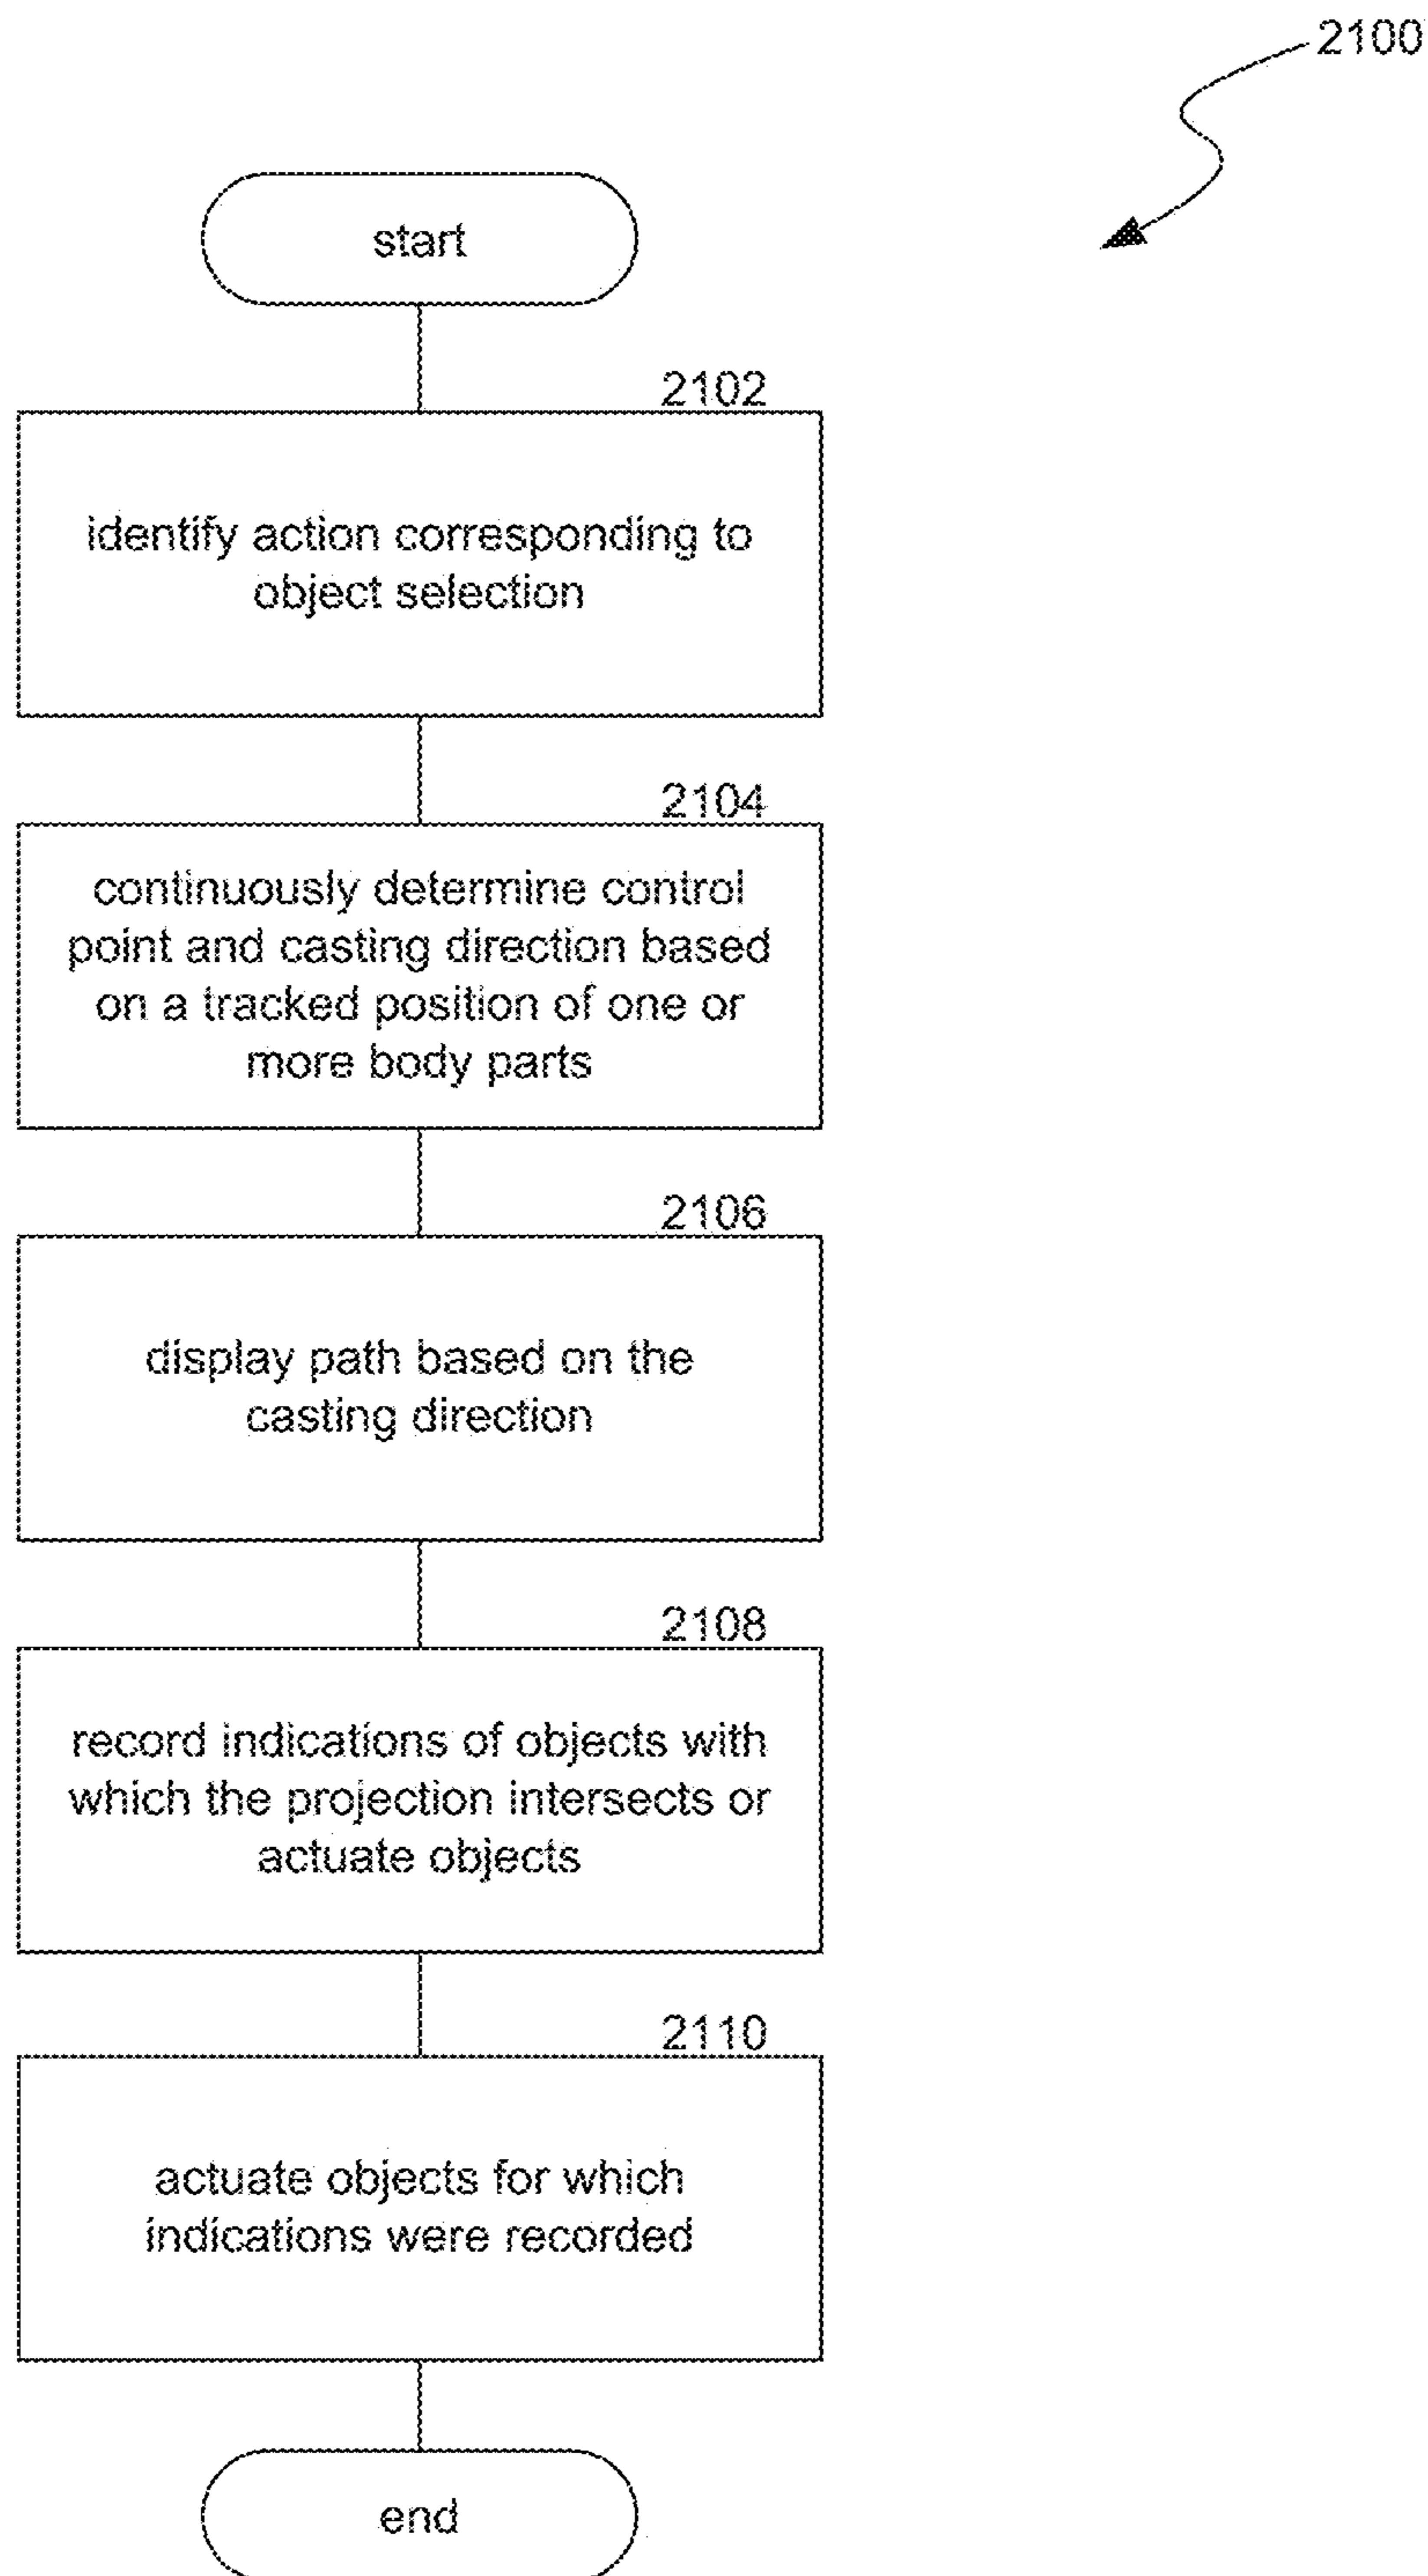 2100
start
2102
identify action corresponding to
object selection
2104
continuously determine control
point and casting direction based
on a tracked position of one or
more body parts
2106
display path based on the
casting direction
2108
record indications of objects with
which the projection intersects or
actuate objects
2110
actuate objects for which
indications were recorded
end